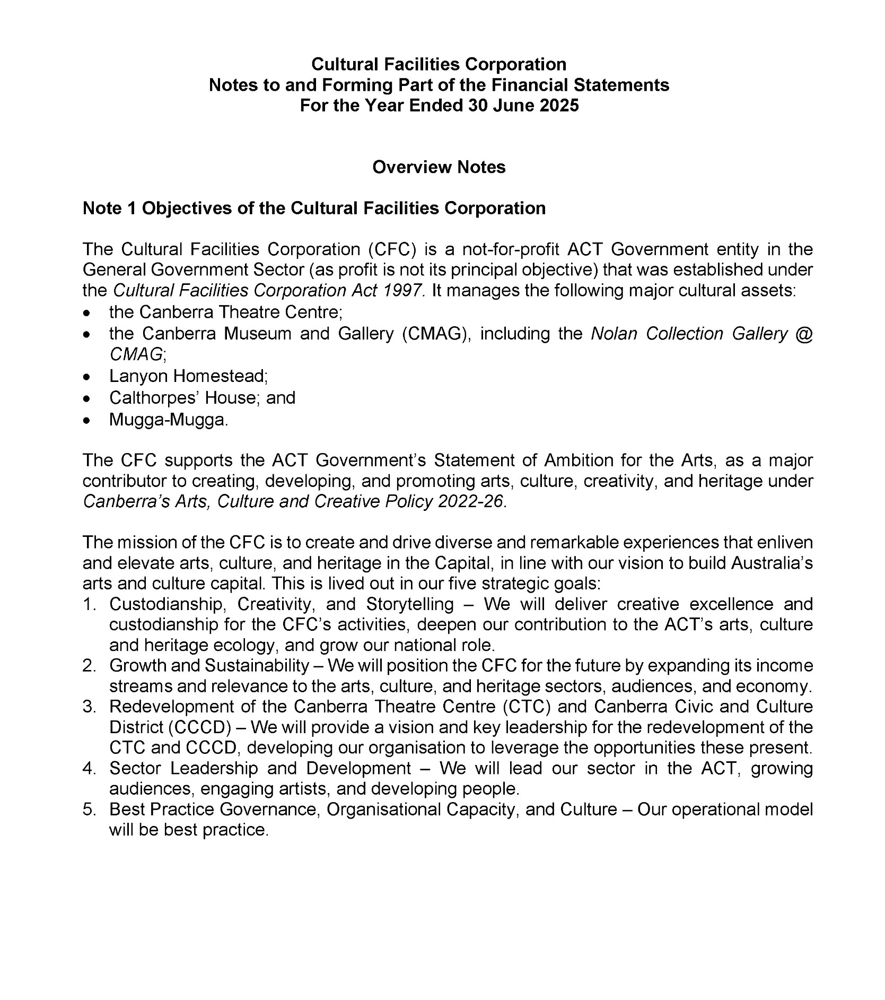 Cultural Facilities Corporation
Notes to and Forming Part of the Financial Statements
For the Year Ended 30 June 2025
Overview Notes
Note 1 Objectives of the Cultural Facilities Corporation
The Cultural Facilities Corporation (CFC) is a not-for-profit ACT Government entity in the
General Government Sector (as profit is not its principal objective) that was established under
the Cultural Facilities Corporation Act 1997. It manages the following major cultural assets:
• the Canberra Theatre Centre;
• the Canberra Museum and Gallery (CMAG), including the Nolan Collection Gallery @
CMAG;
• Lanyon Homestead;
• Calthorpes’ House; and
• Mugga-Mugga.
The CFC supports the ACT Government’s Statement of Ambition for the Arts, as a major
contributor to creating, developing, and promoting arts, culture, creativity, and heritage under
Canberra’s Arts, Culture and Creative Policy 2022-26.
The mission of the CFC is to create and drive diverse and remarkable experiences that enliven
and elevate arts, culture, and heritage in the Capital, in line with our vision to build Australia’s
arts and culture capital. This is lived out in our five strategic goals:
1. Custodianship, Creativity, and Storytelling – We will deliver creative excellence and
custodianship for the CFC’s activities, deepen our contribution to the ACT’s arts, culture
and heritage ecology, and grow our national role.
2. Growth and Sustainability – We will position the CFC for the future by expanding its income
streams and relevance to the arts, culture, and heritage sectors, audiences, and economy.
3. Redevelopment of the Canberra Theatre Centre (CTC) and Canberra Civic and Culture
District (CCCD) – We will provide a vision and key leadership for the redevelopment of the
CTC and CCCD, developing our organisation to leverage the opportunities these present.
4. Sector Leadership and Development – We will lead our sector in the ACT, growing
audiences, engaging artists, and developing people.
5. Best Practice Governance, Organisational Capacity, and Culture – Our operational model
will be best practice.